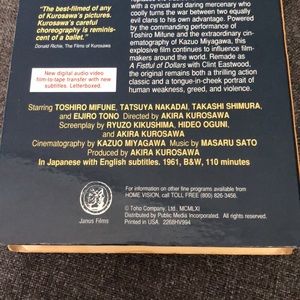 "The best-filmed of any
of Kurosawa's pictures.
Kurosawa's careful
choreography is reminis-
cent of a ballet."
Donald Richie, The Films of Kurosawa
New digital audio video
film-to-tape transfer with new
subtitles. Letterboxed.
with a cynical and daring mercenary who
coolly turns the war between two equally
evil clans to his own advantage. Powered
by the commanding performance of
Toshiro Mifune and the extraordinary cin-
ematography of Kazuo Miyagawa, this
explosive film continues to influence film-
makers around the world. Remade as
A Fistful of Dollars with Clint Eastwood,
the original remains both a thrilling action
classic and a tongue-in-cheek portrait of
human weakness, greed, and violence.
Starring TOSHIRO MIFUNE, TATSUYA NAKADAI, TAKASHI SHIMURA,
and EIJIRO TONO Directed by AKIRA KUROSAWA
Screenplay by RYUZO KIKUSHIMA, HIDEO OGUNI,
and AKIRA KUROSAWA
Cinematography by KAZUO MIYAGAWA Music by MASARU SATO
Produced by AKIRA KUROSAWA
In Japanese with English subtitles. 1961, B&W, 110 minutes
Janus Films
For information on other fine programs available from
HOME VISION, call TOLL FREE (800) 826-3456.
© Toho Company, Ltd., MCMLXI
Distributed by Public Media Incorporated. All rights reserved.
Printed in USA. 2268HV994